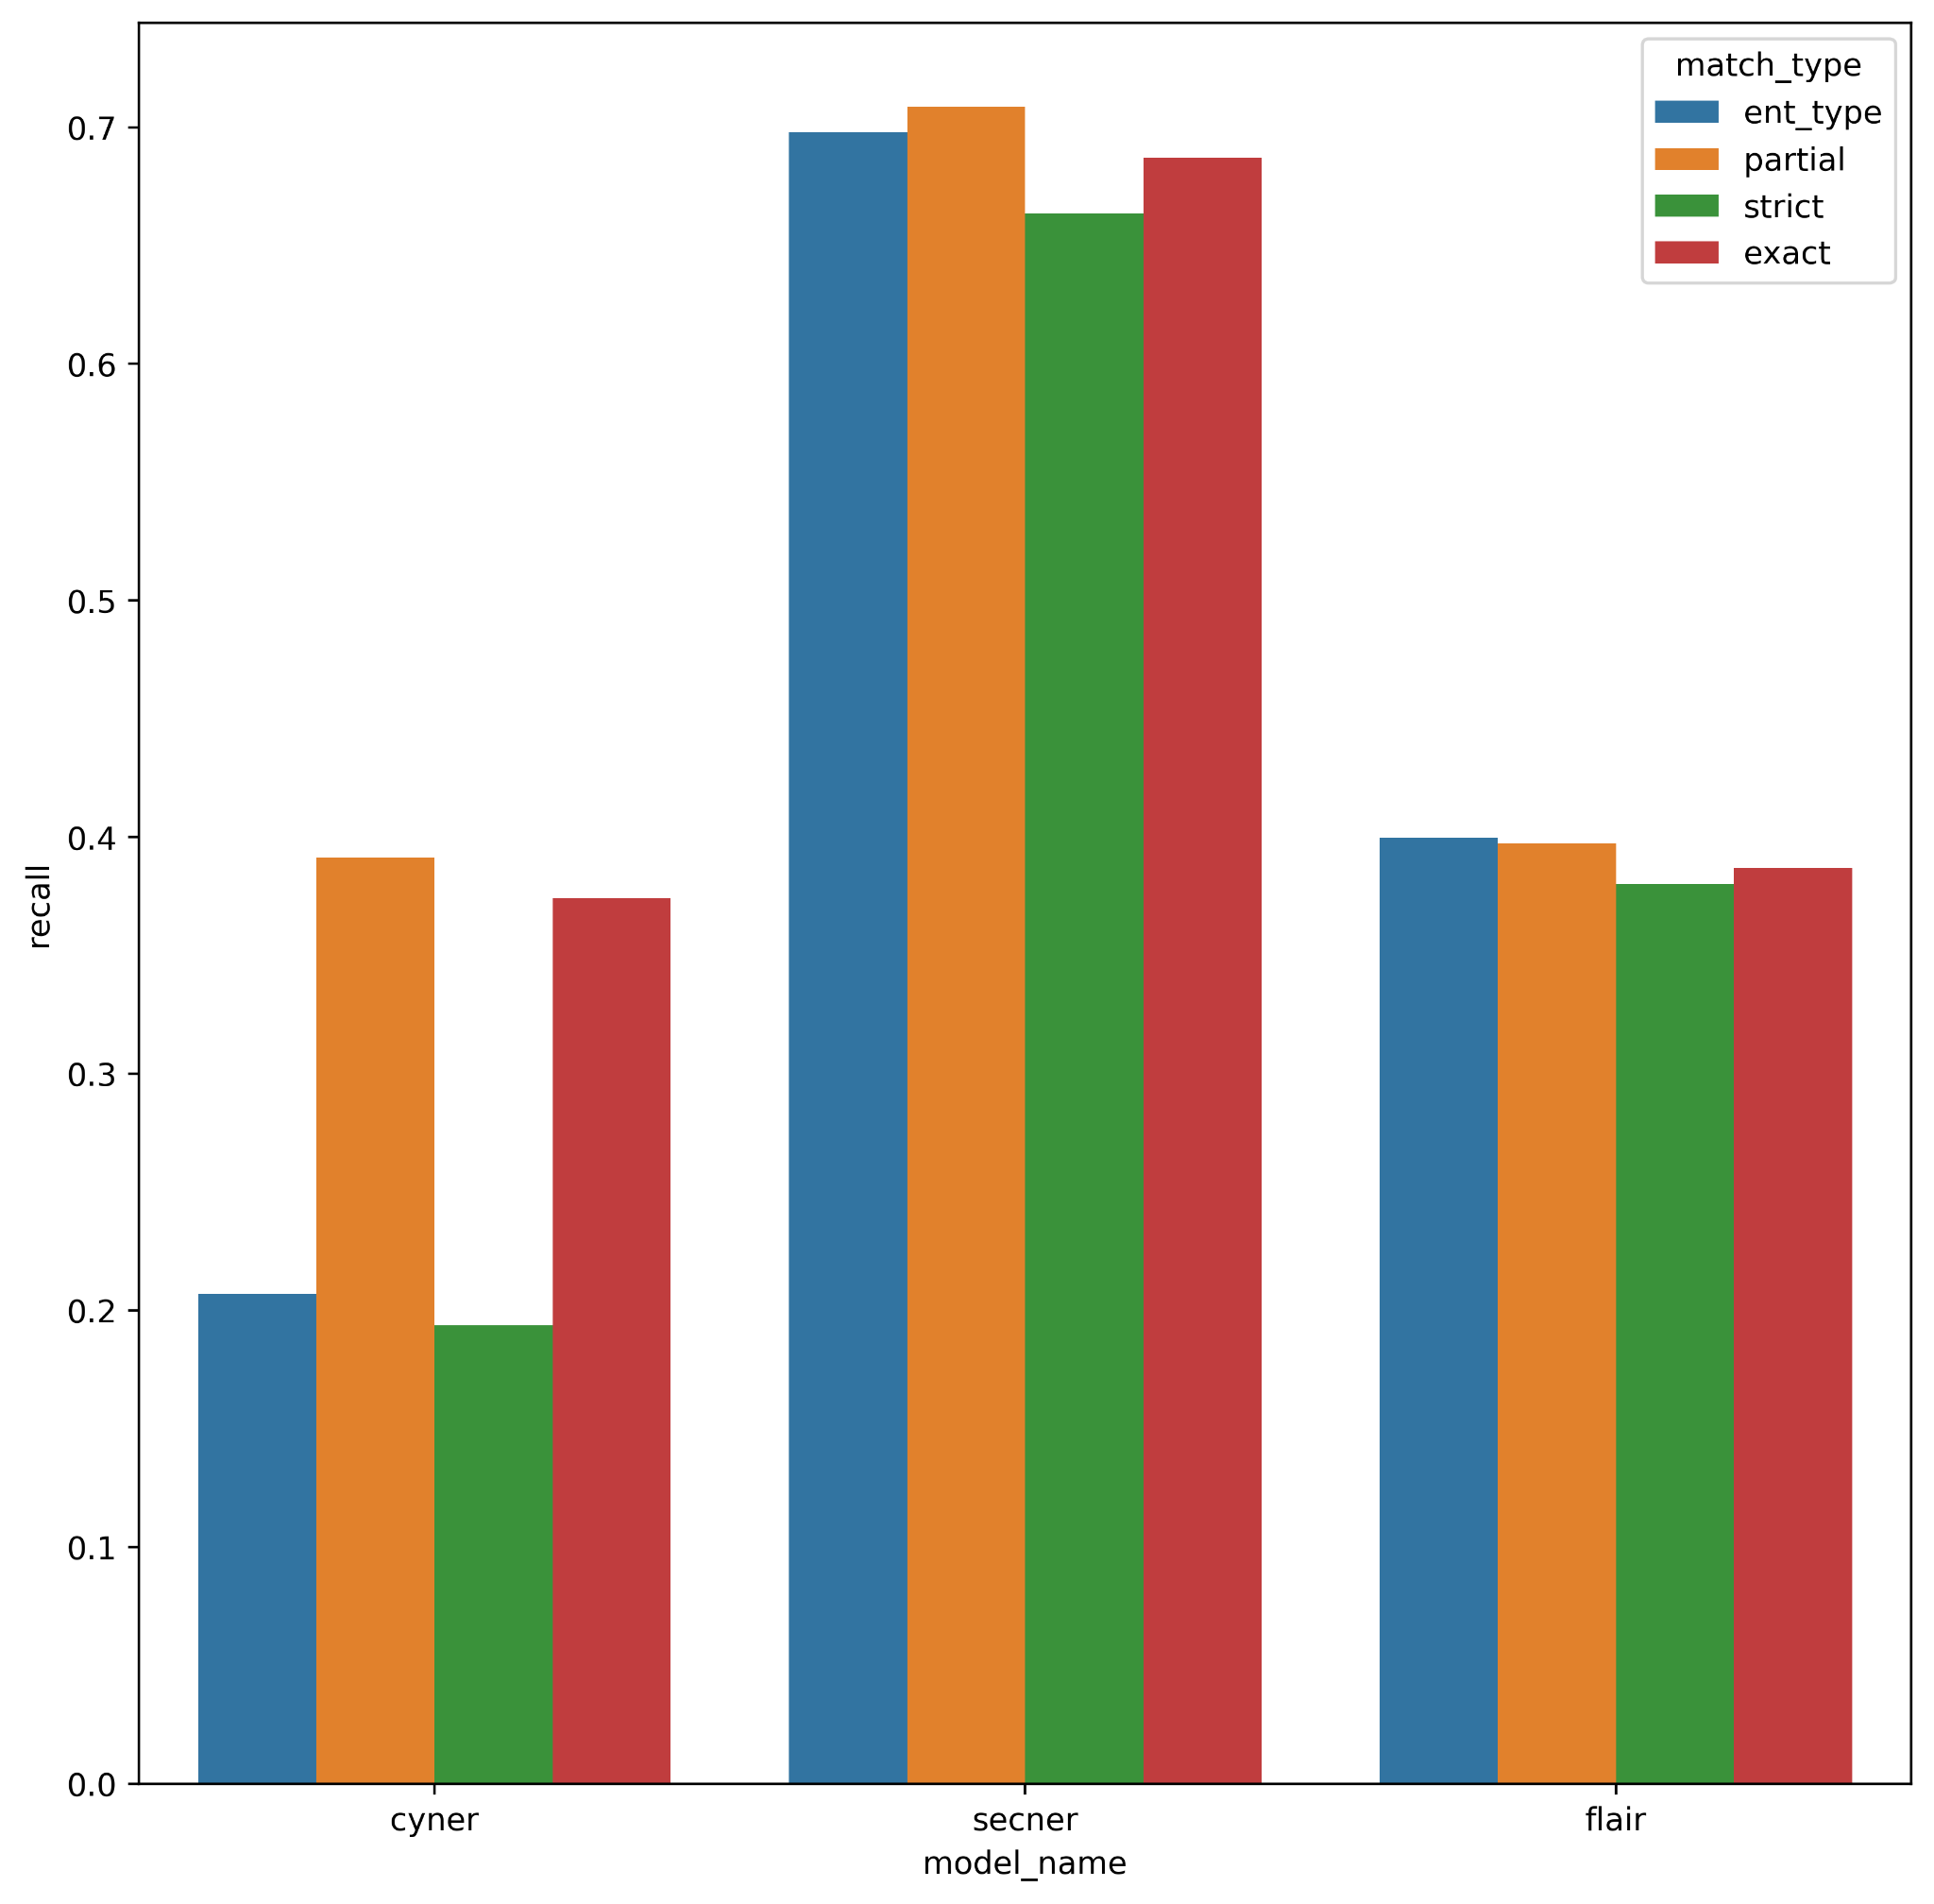 match_type
ent_type
partial
strict
exact
0.7
0.6
0.5
0.4
0.3
0.2
0.1
0.0
recall
cyner
secner
flair
model_name